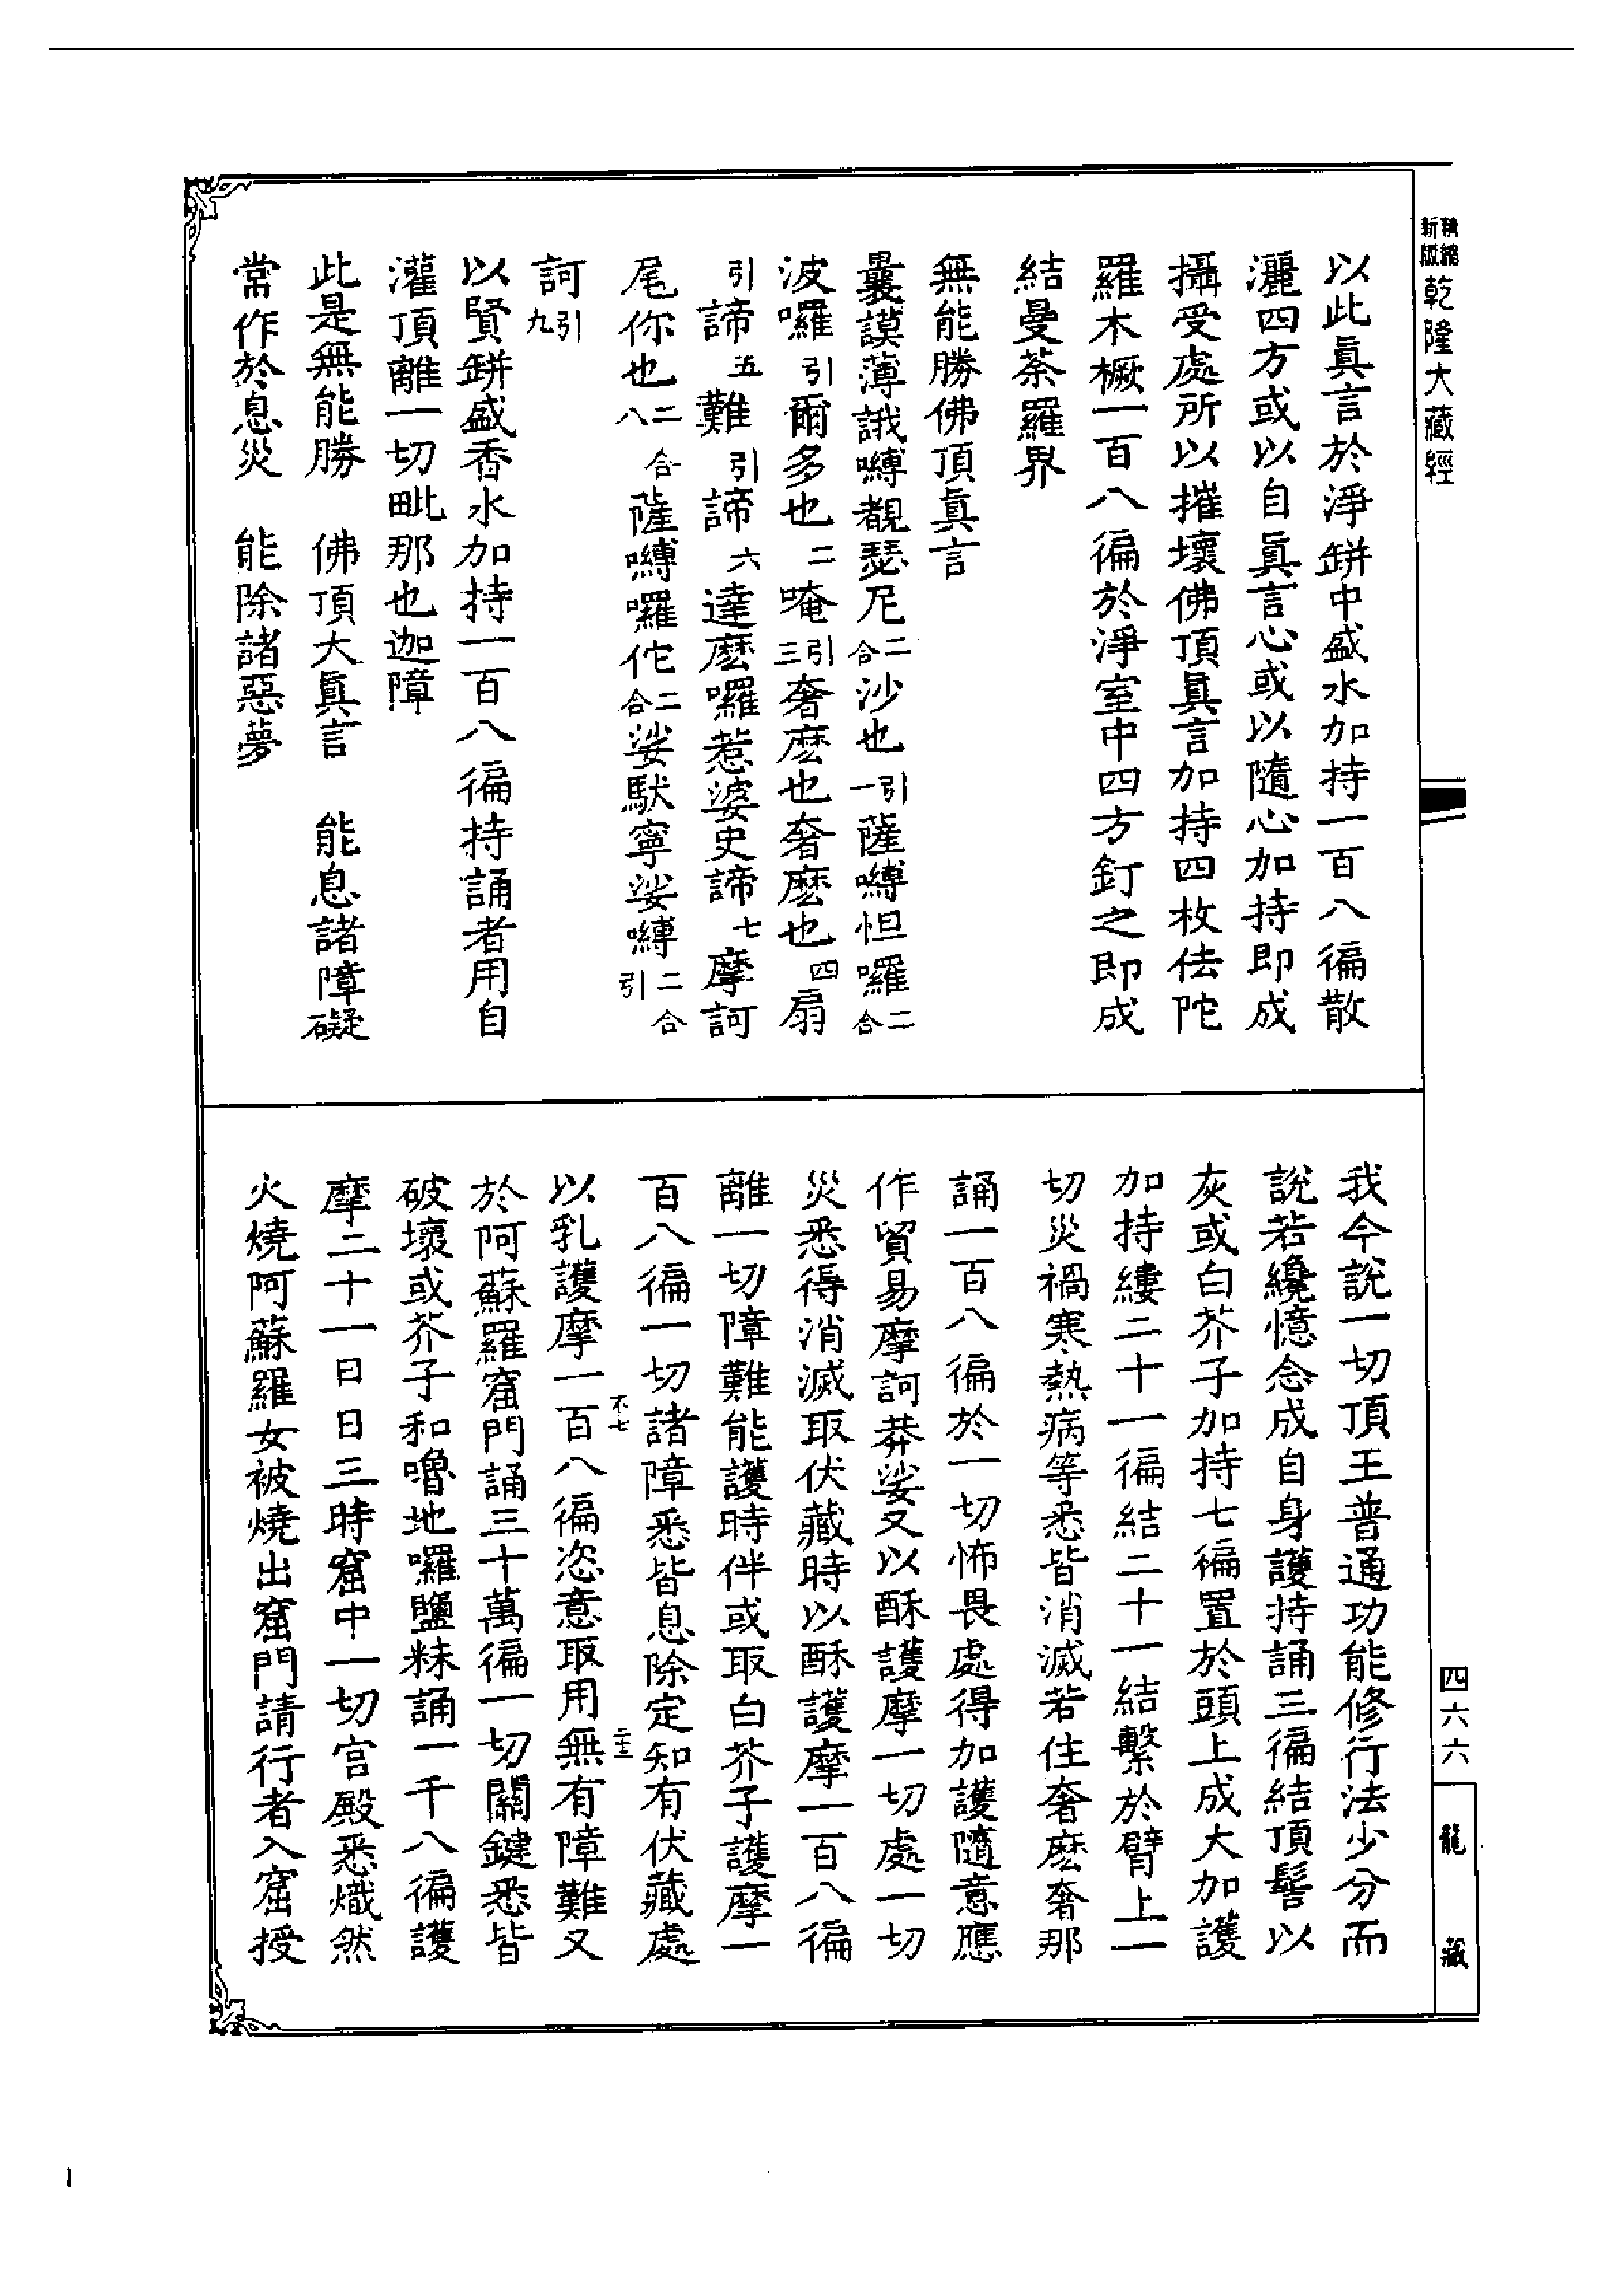 新版精縮
乾隆大藏經
以此眞言於淨缾中盛水加持一百八徧散
灑四方或以自眞言心或以隨心加持即成
攝受處所以摧壞佛頂眞言加持四枚佉陀
羅木橛一百八徧於淨室中四方釘之即成
結曼荼羅界
無能勝佛頂眞言
曩謨薄誐嚩覩瑟尼二合沙也引一薩嚩怛囉二合
波囉引爾多也二唵引三奢麽也奢麽也四扇
引諦五難引諦六達麽囉惹婆史諦七摩訶
尾你也二合八薩嚩囉佗二合娑馱寧娑嚩二合引
訶引九
以賢缾盛香水加持一百八徧持誦者用自
灌頂離一切毗那也迦障
此是無能勝 佛頂大眞言 能息諸障礙
常作於息災 能除諸惡夢
我今說一切頂王普通功能修行法少分而
說若纔憶念成自身護持誦三徧結頂髻以
灰或白芥子加持七徧置於頭上成大加護
加持縷二十一徧結二十一結繫於臂上一
切災禍寒熱病等悉皆消滅若住奢麽奢那
誦一百八徧於一切怖畏處得加護隨意應
作貿易摩訶莽娑又以酥護摩一切處一切
災悉得消滅取伏藏時以酥護摩一百八徧
離一切障難能護時伴或取白芥子護摩一
百八徧一切諸障悉皆息除定知有伏藏處
以乳護摩一百八徧恣意取用無有障難又
不七
於阿蘇羅窟門誦三十萬徧一切關鍵悉皆
破壞或芥子和嚕地囉鹽粖誦一千八徧護
摩二十一日日三時窟中一切宮殿悉熾然
火燒阿蘇羅女被燒出窟門請行者入窟授
四六六
龍藏